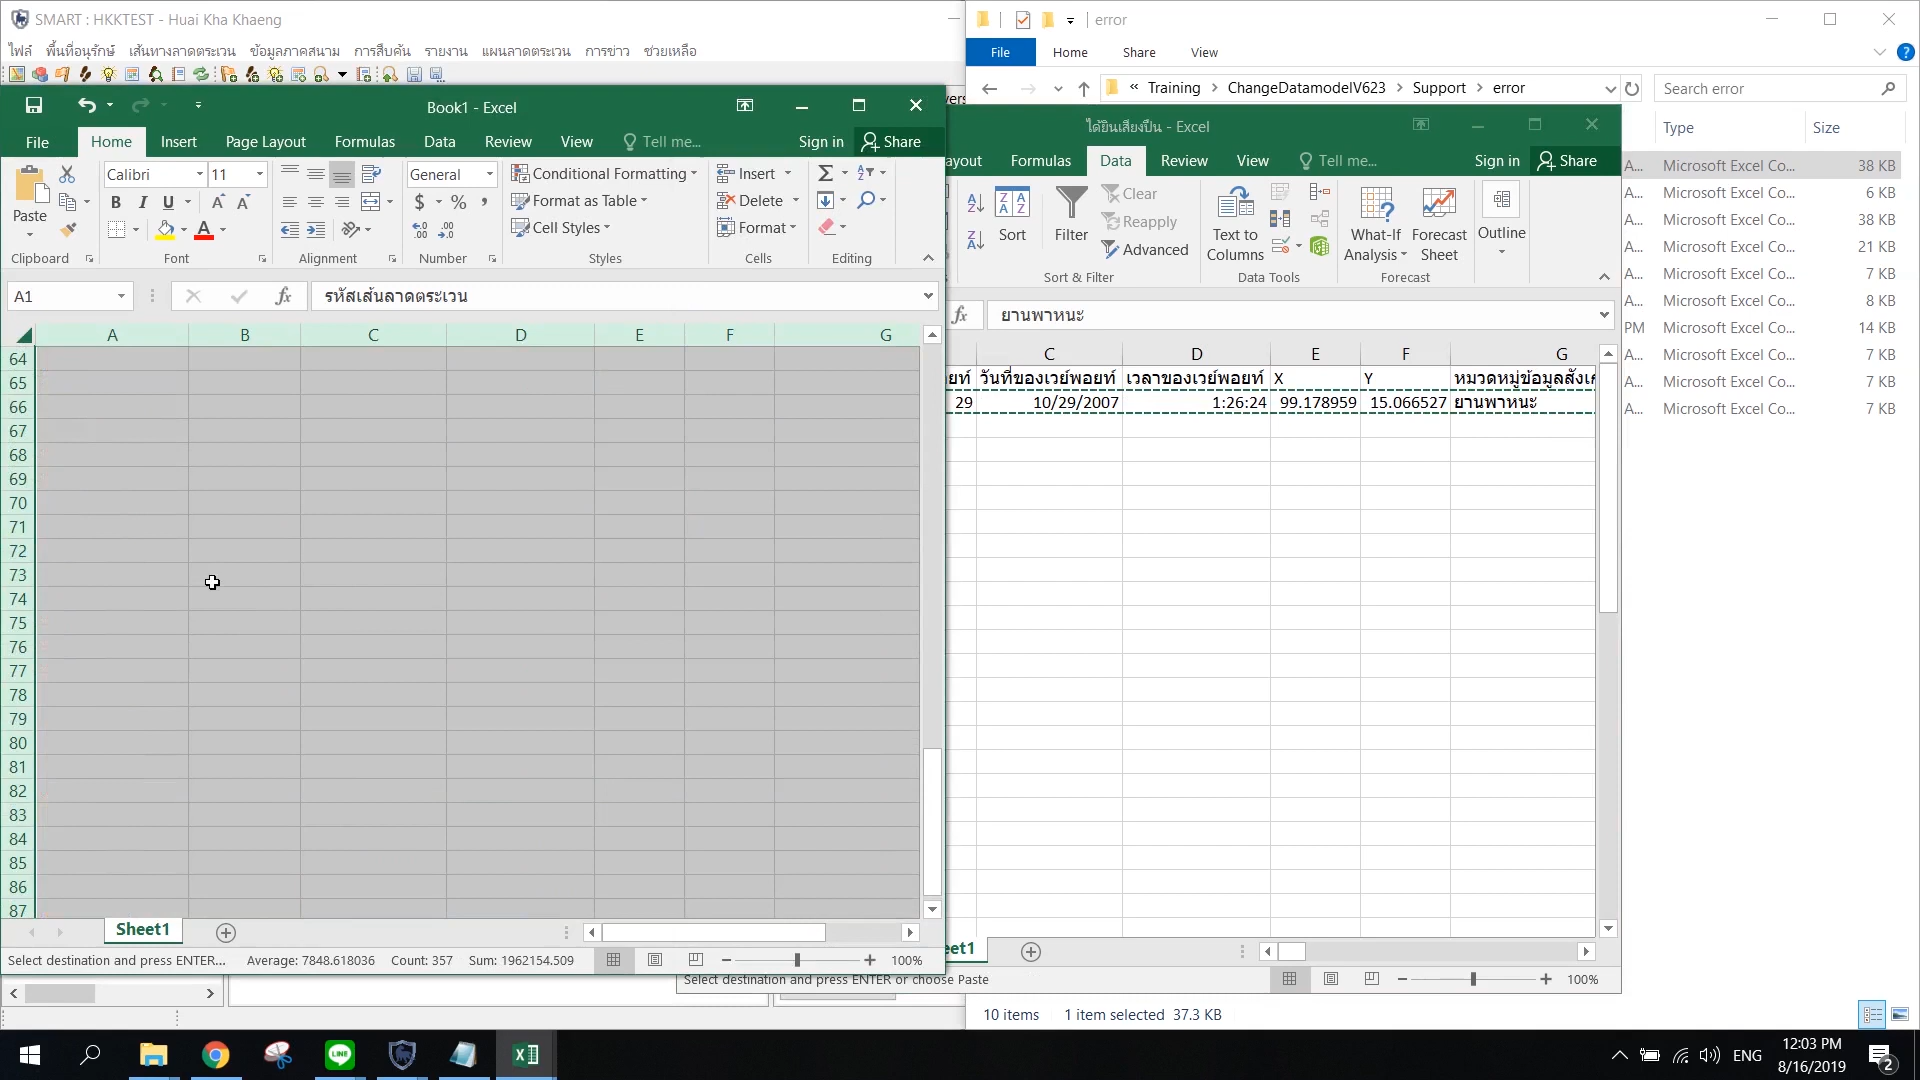 SMART : HKKTEST - Huai Kha Khaeng
ไฟล์ พื้นที่อนุรักษ์ เส้นทางลาดตระเวน ข้อมูลภาคสนาม การสืบค้น รายงาน แผนลาดตระเวน การข่าว ช่วยเหลือ
error
File Home Share View
« Training > ChangeDatamodelV623 > Support > error
Search error
Type Size
A... Microsoft Excel Co... 38 KB
A... Microsoft Excel Co... 6 KB
A... Microsoft Excel Co... 38 KB
A... Microsoft Excel Co... 21 KB
A... Microsoft Excel Co... 7 KB
A... Microsoft Excel Co... 8 KB
PM Microsoft Excel Co... 14 KB
A... Microsoft Excel Co... 7 KB
A... Microsoft Excel Co... 7 KB
A... Microsoft Excel Co... 7 KB
10 items 1 item selected 37.3 KB
Book1 - Excel
File Home Insert Page Layout Formulas Data Review View Tell me... Sign in Share
Paste
Calibri 11
B I U
General
$ % ,
Conditional Formatting
Format as Table
Cell Styles
Insert
Delete
Format
Clipboard Font Alignment Number Styles Cells Editing
A1 fx รหัสเส้นลาดตระเวน
A B C D E F G
64
65
66
67
68
69
70
71
72
73
74
75
76
77
78
79
80
81
82
83
84
85
86
87
Sheet1
Select destination and press ENTER... Average: 7848.618036 Count: 357 Sum: 1962154.509 100%
ได้ยินเสียงปืน - Excel
ayout Formulas Data Review View Tell me... Sign in Share
Sort
Filter
Clear
Reapply
Advanced
Text to Columns
What-If Analysis
Forecast Sheet
Outline
Sort & Filter Data Tools Forecast
fx ยานพาหนะ
C D E F G
ยท์ วันที่ของเวย์พอยท์ เวลาของเวย์พอยท์ X Y หมวดหมู่ข้อมูลสังเก
29 10/29/2007 1:26:24 99.178959 15.066527 ยานพาหนะ
eet1
Select destination and press ENTER or choose Paste 100%
ENG
12:03 PM
8/16/2019
2